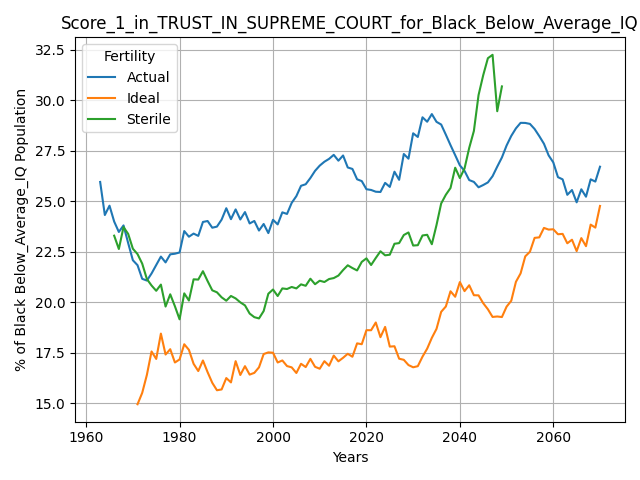 Score_1_in_TRUST_IN_SUPREME_COURT_for_Black_Below_Average_IQ
Fertility
Actual
Ideal
Sterile
% of Black Below_Average_IQ Population
32.5
30.0
27.5
25.0
22.5
20.0
17.5
15.0
1960
1980
2000
2020
2040
2060
Years